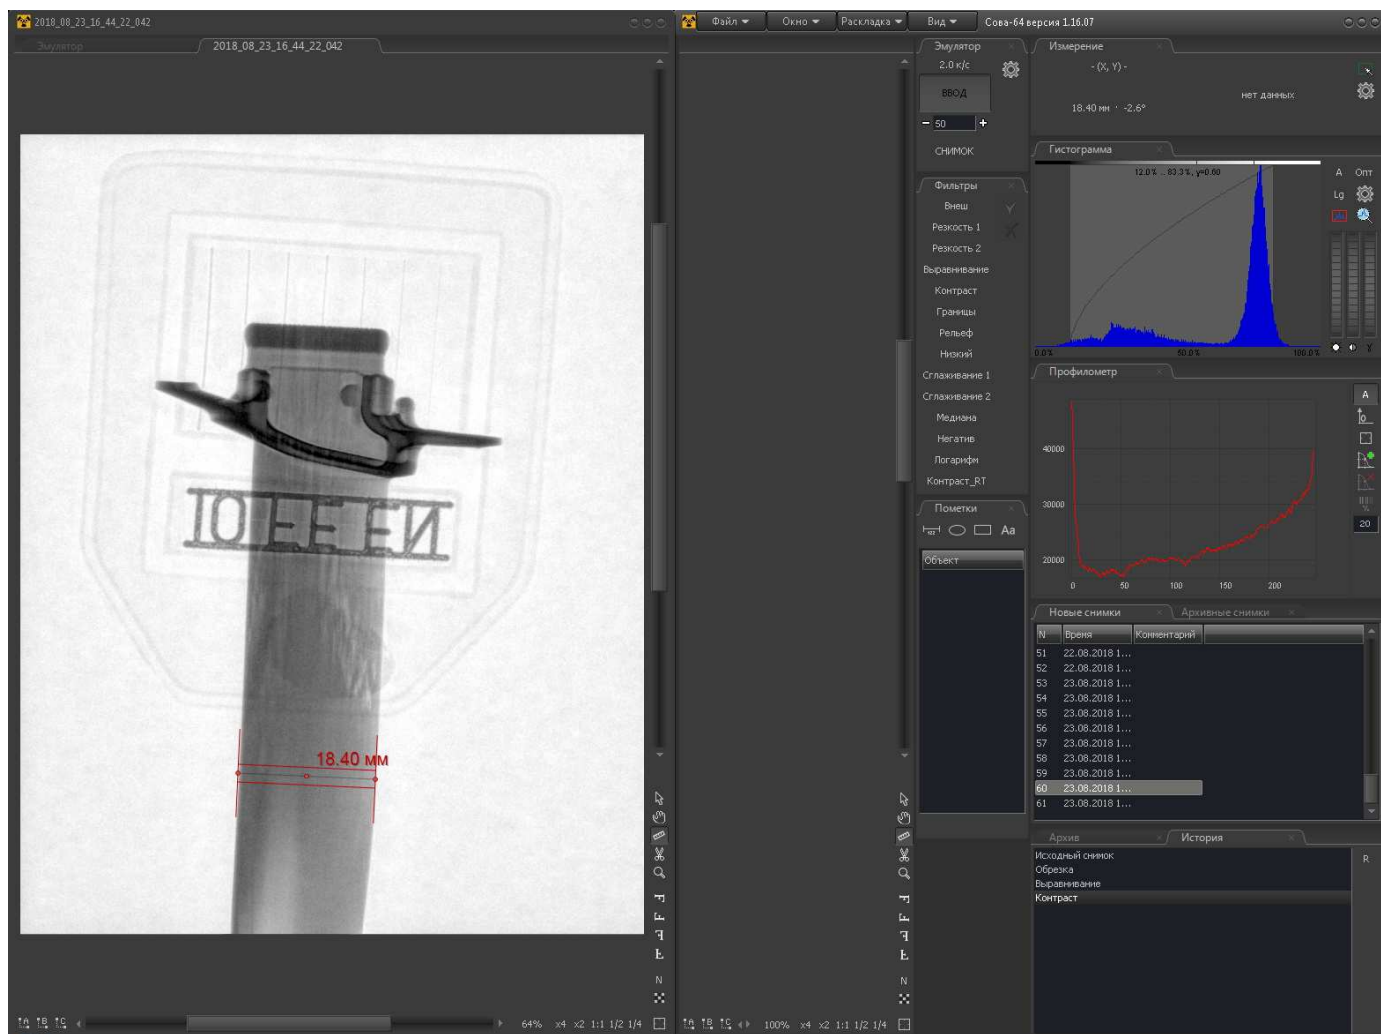 2018_08_23_16_44_22_042
Файл Окно Раскладка Вид Сова-64 версия 1.16.07
Эмулятор 2018_08_23_16_44_22_042
18.40 мм
64% x4 x2 1:1 1/2 1/4
100% x4 x2 1:1 1/2 1/4
Эмулятор
2.0 к/с
ВВОД
50
СНИМОК
Фильтры
Внеш
Резкость 1
Резкость 2
Выравнивание
Контраст
Границы
Рельеф
Низкий
Сглаживание 1
Сглаживание 2
Медиана
Негатив
Логарифм
Контраст_RT
Пометки
Aa
Объект
Измерение
- (X, Y) -
нет данных
18.40 мм · -2.6°
Гистограмма
12.0% .. 83.3%, γ=0.60
A Опт
Lg
0.0% 50.0% 100.0%
Профилометр
A
40000
30000
20000
0 50 100 150 200
20
Новые снимки Архивные снимки
N Время Комментарий
51 22.08.2018 1...
52 22.08.2018 1...
53 23.08.2018 1...
54 23.08.2018 1...
55 23.08.2018 1...
56 23.08.2018 1...
57 23.08.2018 1...
58 23.08.2018 1...
59 23.08.2018 1...
60 23.08.2018 1...
61 23.08.2018 1...
Архив История
Исходный снимок
Обрезка
Выравнивание
Контраст
R